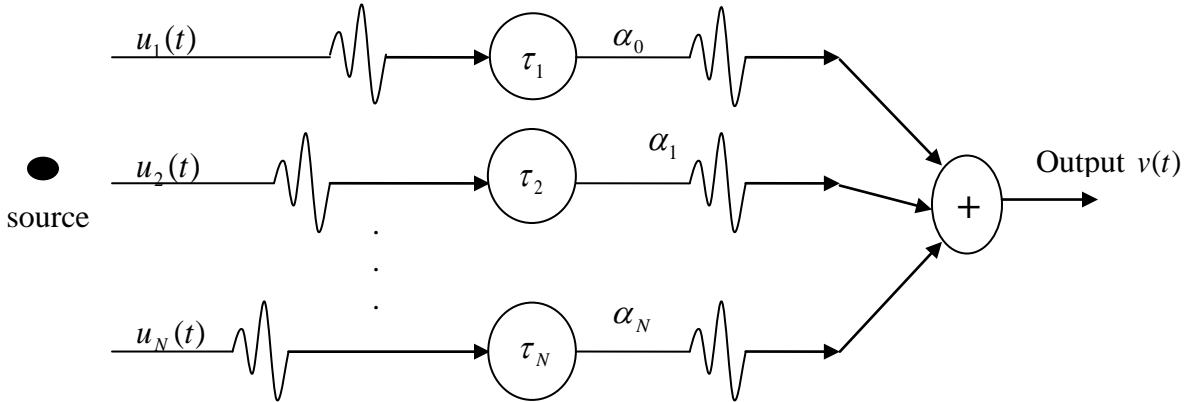 u₁(t) τ₁ α₀
source u₂(t) τ₂ α₁ + Output v(t)
.
.
.
u_N(t) τ_N α_N